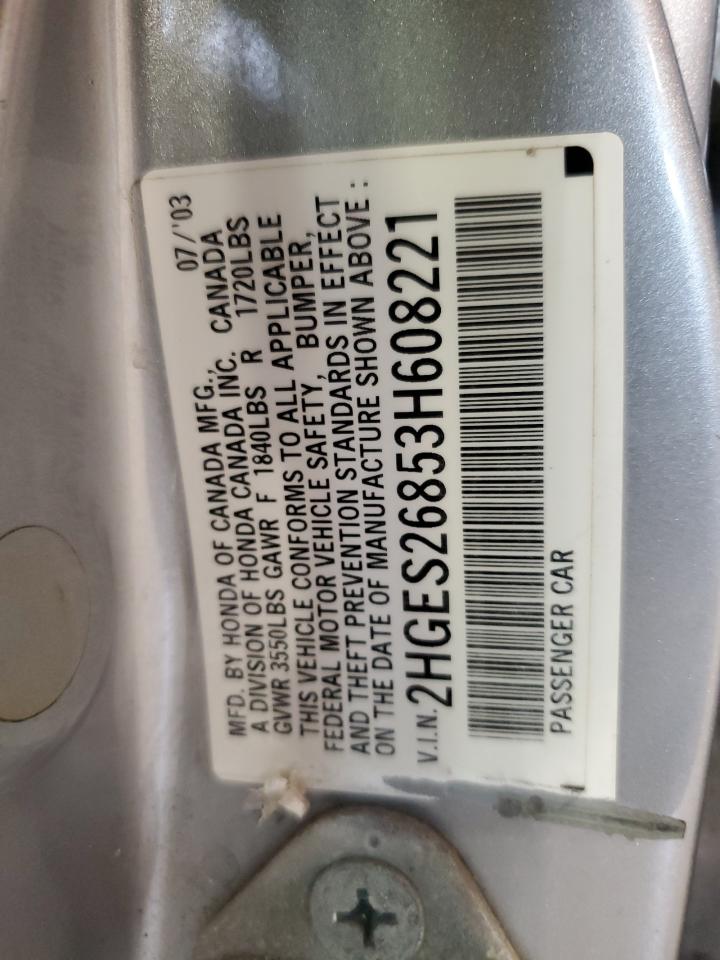 MFD. BY HONDA OF CANADA MFG., 07/'03
A DIVISION OF HONDA CANADA INC. CANADA
GVWR 3550LBS GAWR F 1840LBS R 1720LBS
THIS VEHICLE CONFORMS TO ALL APPLICABLE
FEDERAL MOTOR VEHICLE SAFETY, BUMPER,
AND THEFT PREVENTION STANDARDS IN EFFECT
ON THE DATE OF MANUFACTURE SHOWN ABOVE :
V.I.N. 2HGES26853H608221
PASSENGER CAR